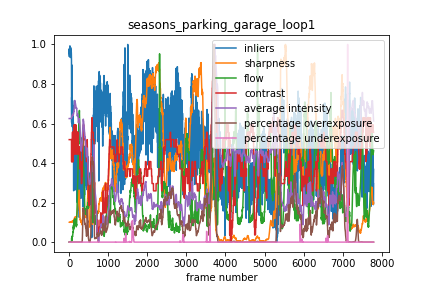 seasons_parking_garage_loop1
inliers
sharpness
flow
contrast
average intensity
percentage overexposure
percentage underexposure
1.0
0.8
0.6
0.4
0.2
0.0
0 1000 2000 3000 4000 5000 6000 7000 8000
frame number